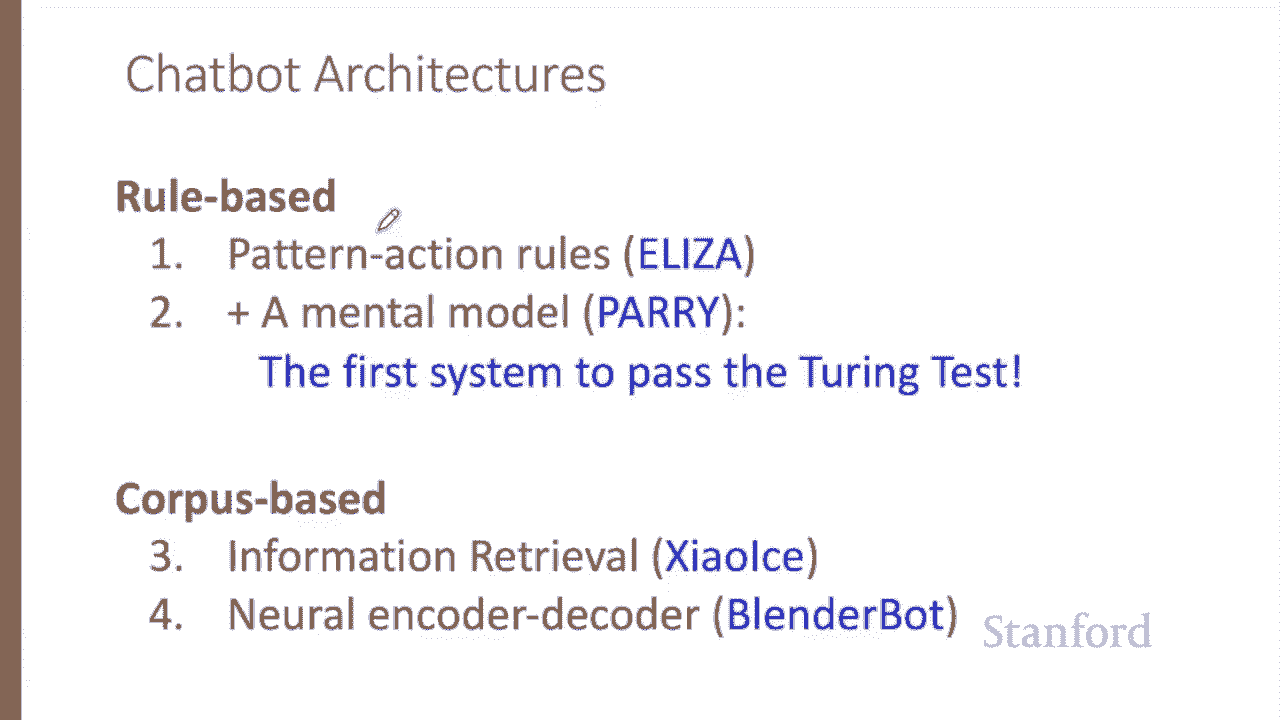 Chatbot Architectures
Rule-based
1. Pattern-action rules (ELIZA)
2. + A mental model (PARRY):
The first system to pass the Turing Test!
Corpus-based
3. Information Retrieval (XiaoIce)
4. Neural encoder-decoder (BlenderBot)
Stanford